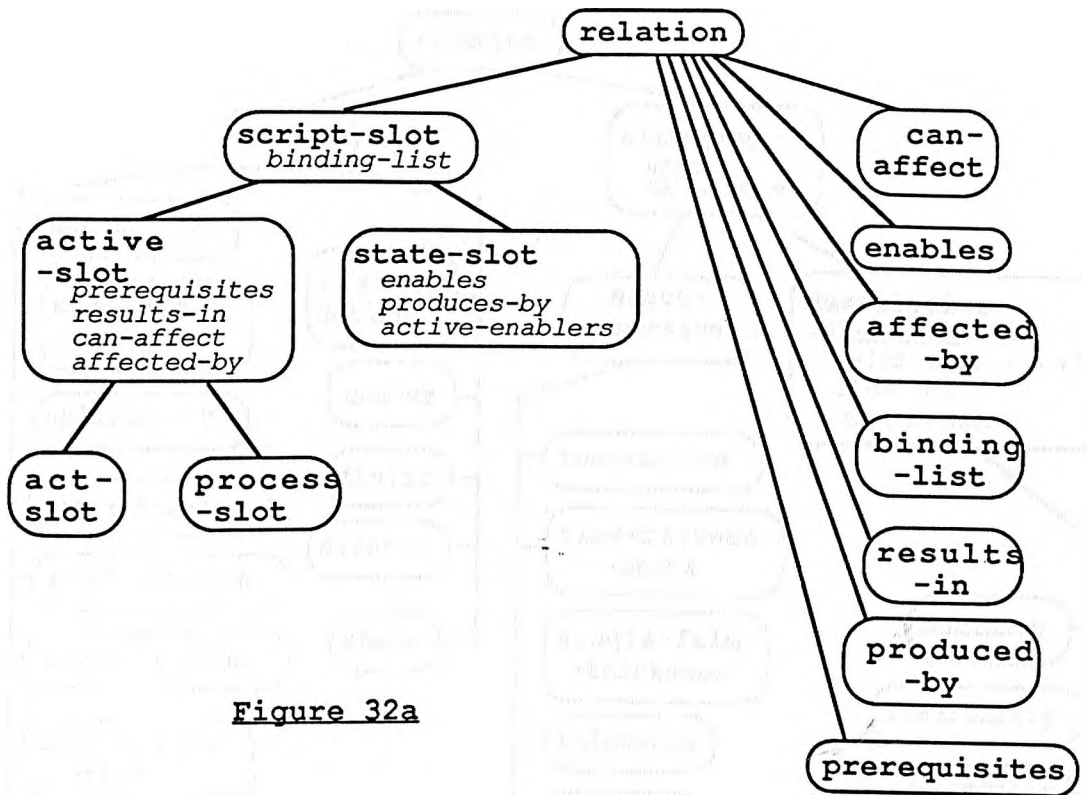 relation
script-slot
binding-list
can-
affect
active
-slot
prerequisites
results-in
can-affect
affected-by
state-slot
enables
produces-by
active-enablers
enables
affected
-by
binding
-list
act-
slot
process
-slot
results
-in
produced
-by
Figure 32a
prerequisites